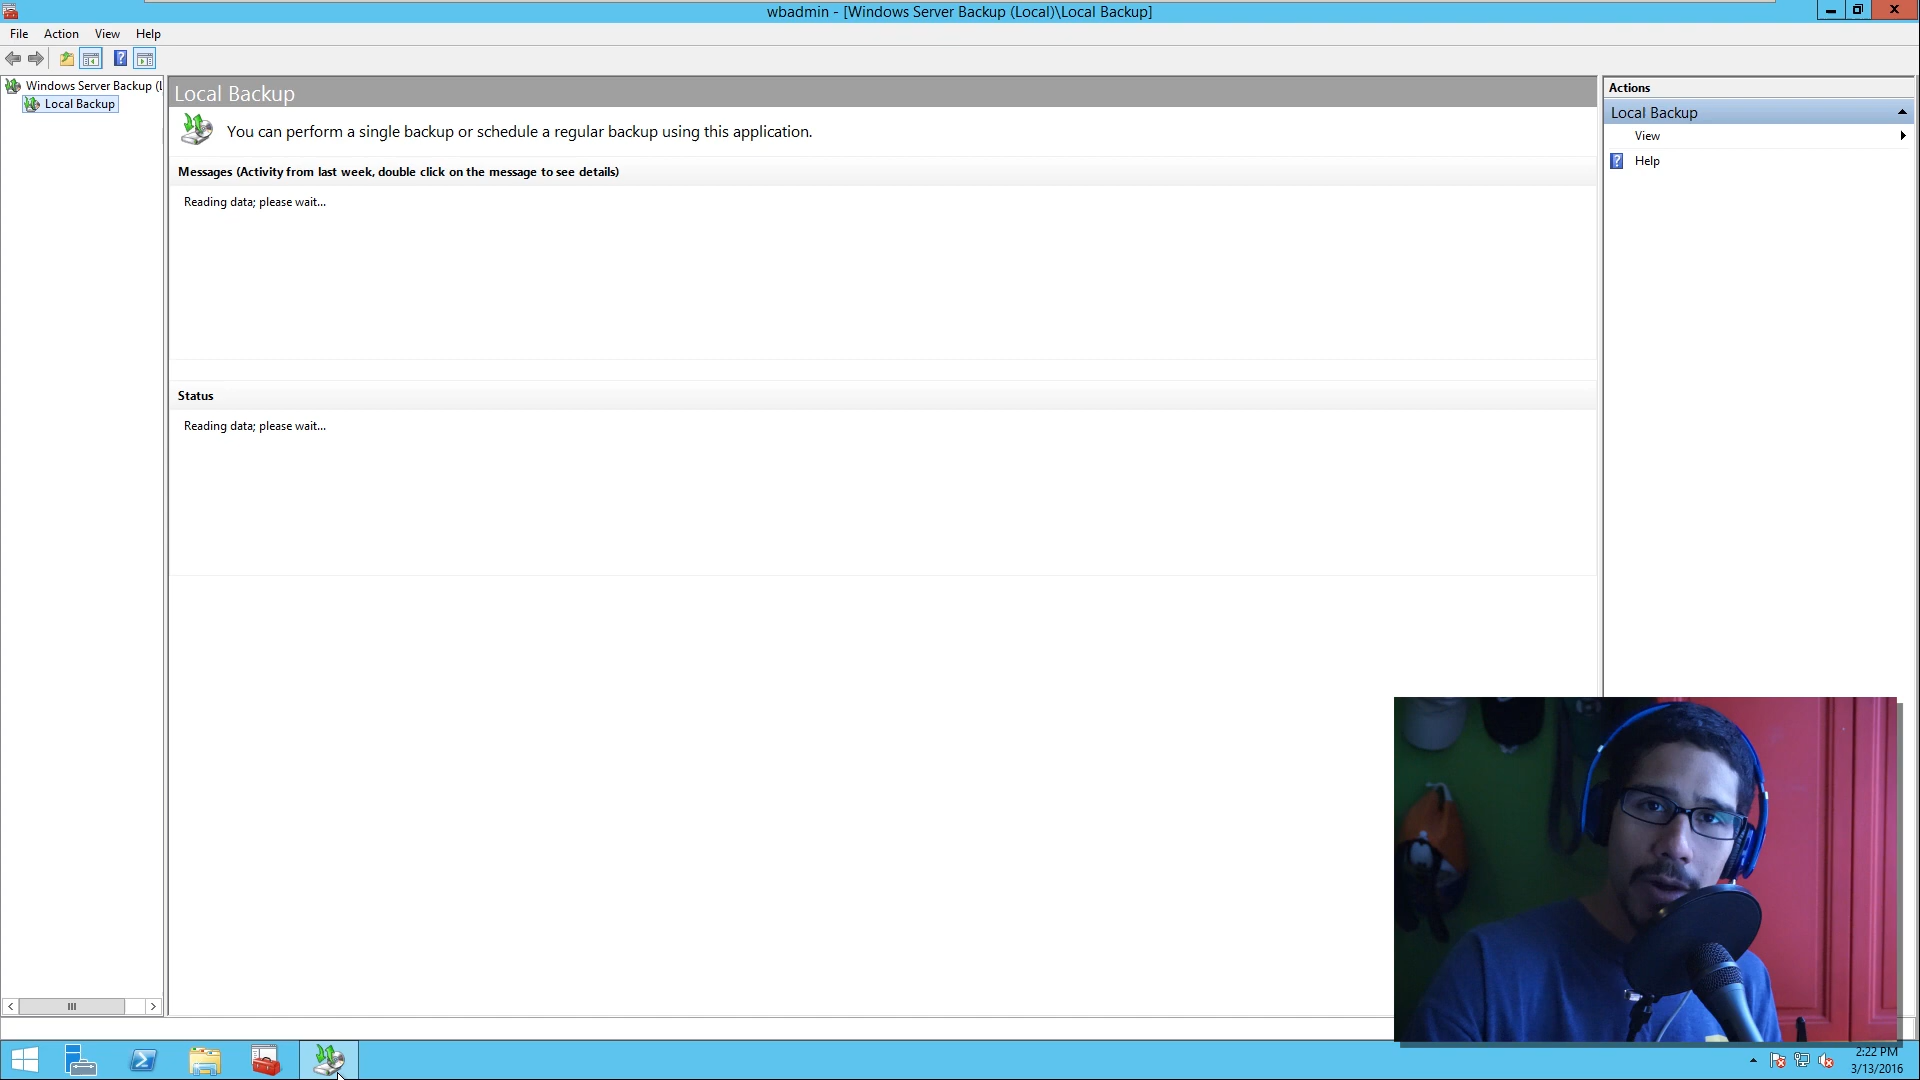 wbadmin - [Windows Server Backup (Local)\Local Backup]
File Action View Help
Windows Server Backup (L
Local Backup
Local Backup
You can perform a single backup or schedule a regular backup using this application.
Messages (Activity from last week, double click on the message to see details)
Reading data; please wait...
Status
Reading data; please wait...
Actions
Local Backup
View
Help
2:22 PM
3/13/2016